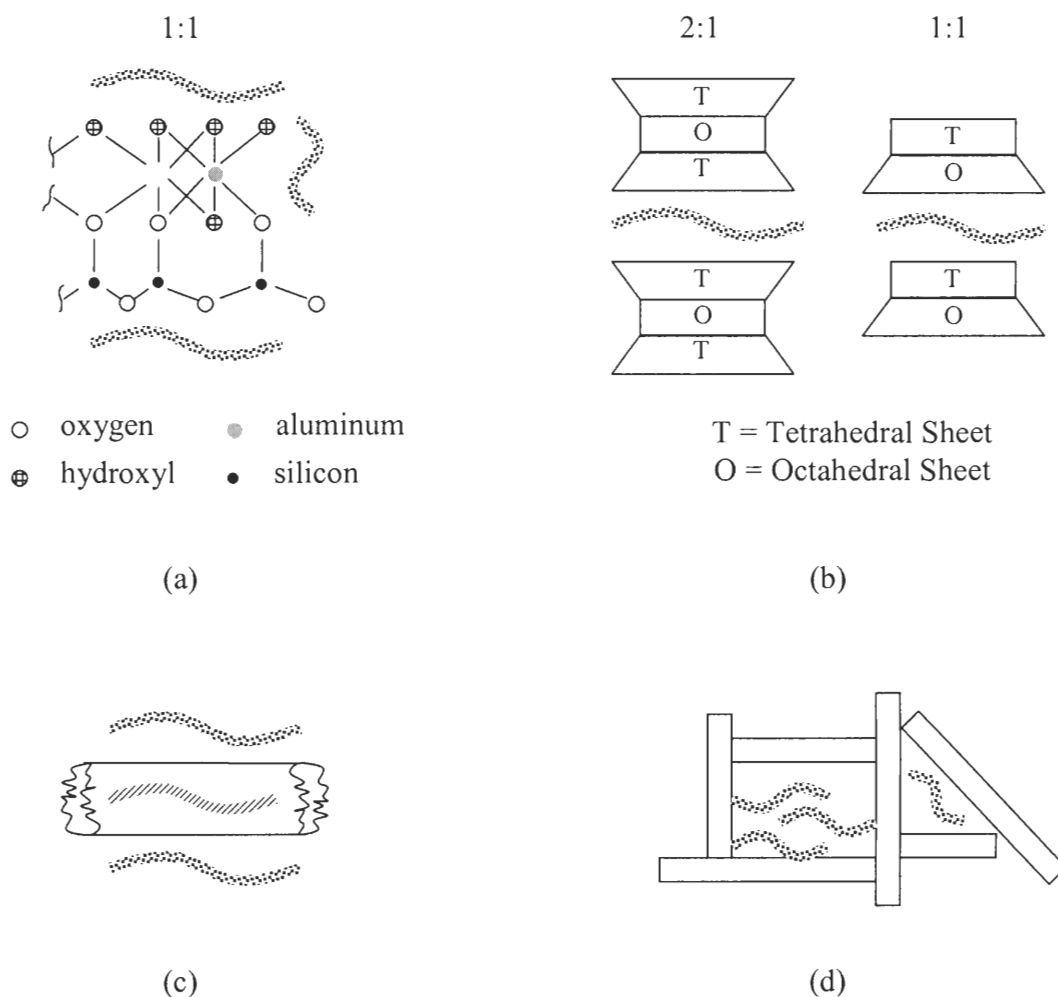 1:1
2:1 1:1
T
O
T
T
O
T
O
T
T
O
oxygen aluminum
hydroxyl silicon
T = Tetrahedral Sheet
O = Octahedral Sheet
(a)
(b)
(c)
(d)